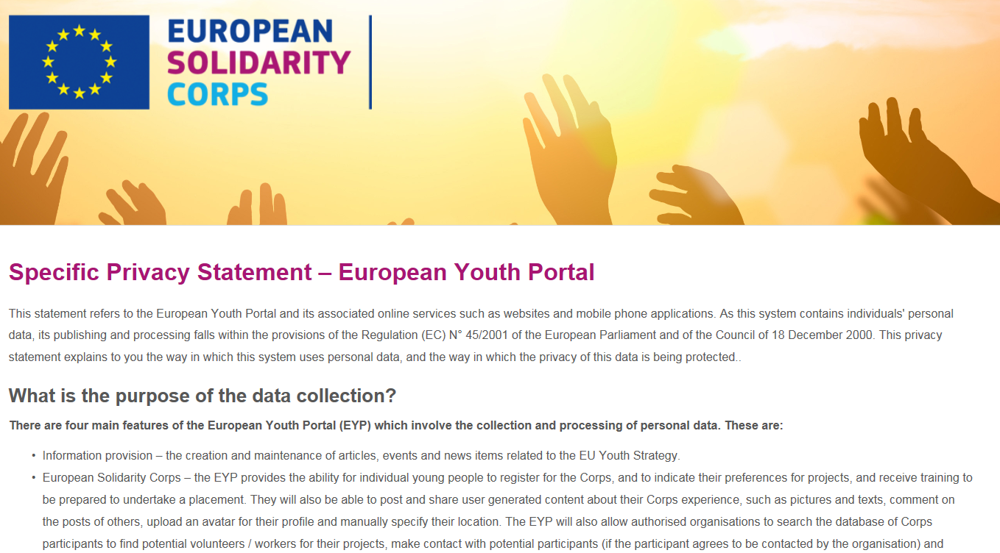 EUROPEAN
SOLIDARITY
CORPS
Specific Privacy Statement – European Youth Portal
This statement refers to the European Youth Portal and its associated online services such as websites and mobile phone applications. As this system contains individuals' personal
data, its publishing and processing falls within the provisions of the Regulation (EC) N° 45/2001 of the European Parliament and of the Council of 18 December 2000. This privacy
statement explains to you the way in which this system uses personal data, and the way in which the privacy of this data is being protected..
What is the purpose of the data collection?
There are four main features of the European Youth Portal (EYP) which involve the collection and processing of personal data. These are:
• Information provision – the creation and maintenance of articles, events and news items related to the EU Youth Strategy.
• European Solidarity Corps – the EYP provides the ability for individual young people to register for the Corps, and to indicate their preferences for projects, and receive training to
be prepared to undertake a placement. They will also be able to post and share user generated content about their Corps experience, such as pictures and texts, comment on
the posts of others, upload an avatar for their profile and manually specify their location. The EYP will also allow authorised organisations to search the database of Corps
participants to find potential volunteers / workers for their projects, make contact with potential participants (if the participant agrees to be contacted by the organisation) and